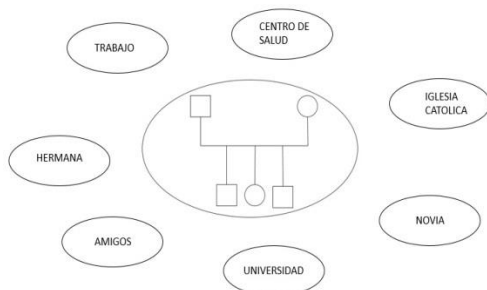 CENTRO DE
SALUD
TRABAJO
IGLESIA
CATOLICA
HERMANA
NOVIA
AMIGOS
UNIVERSIDAD